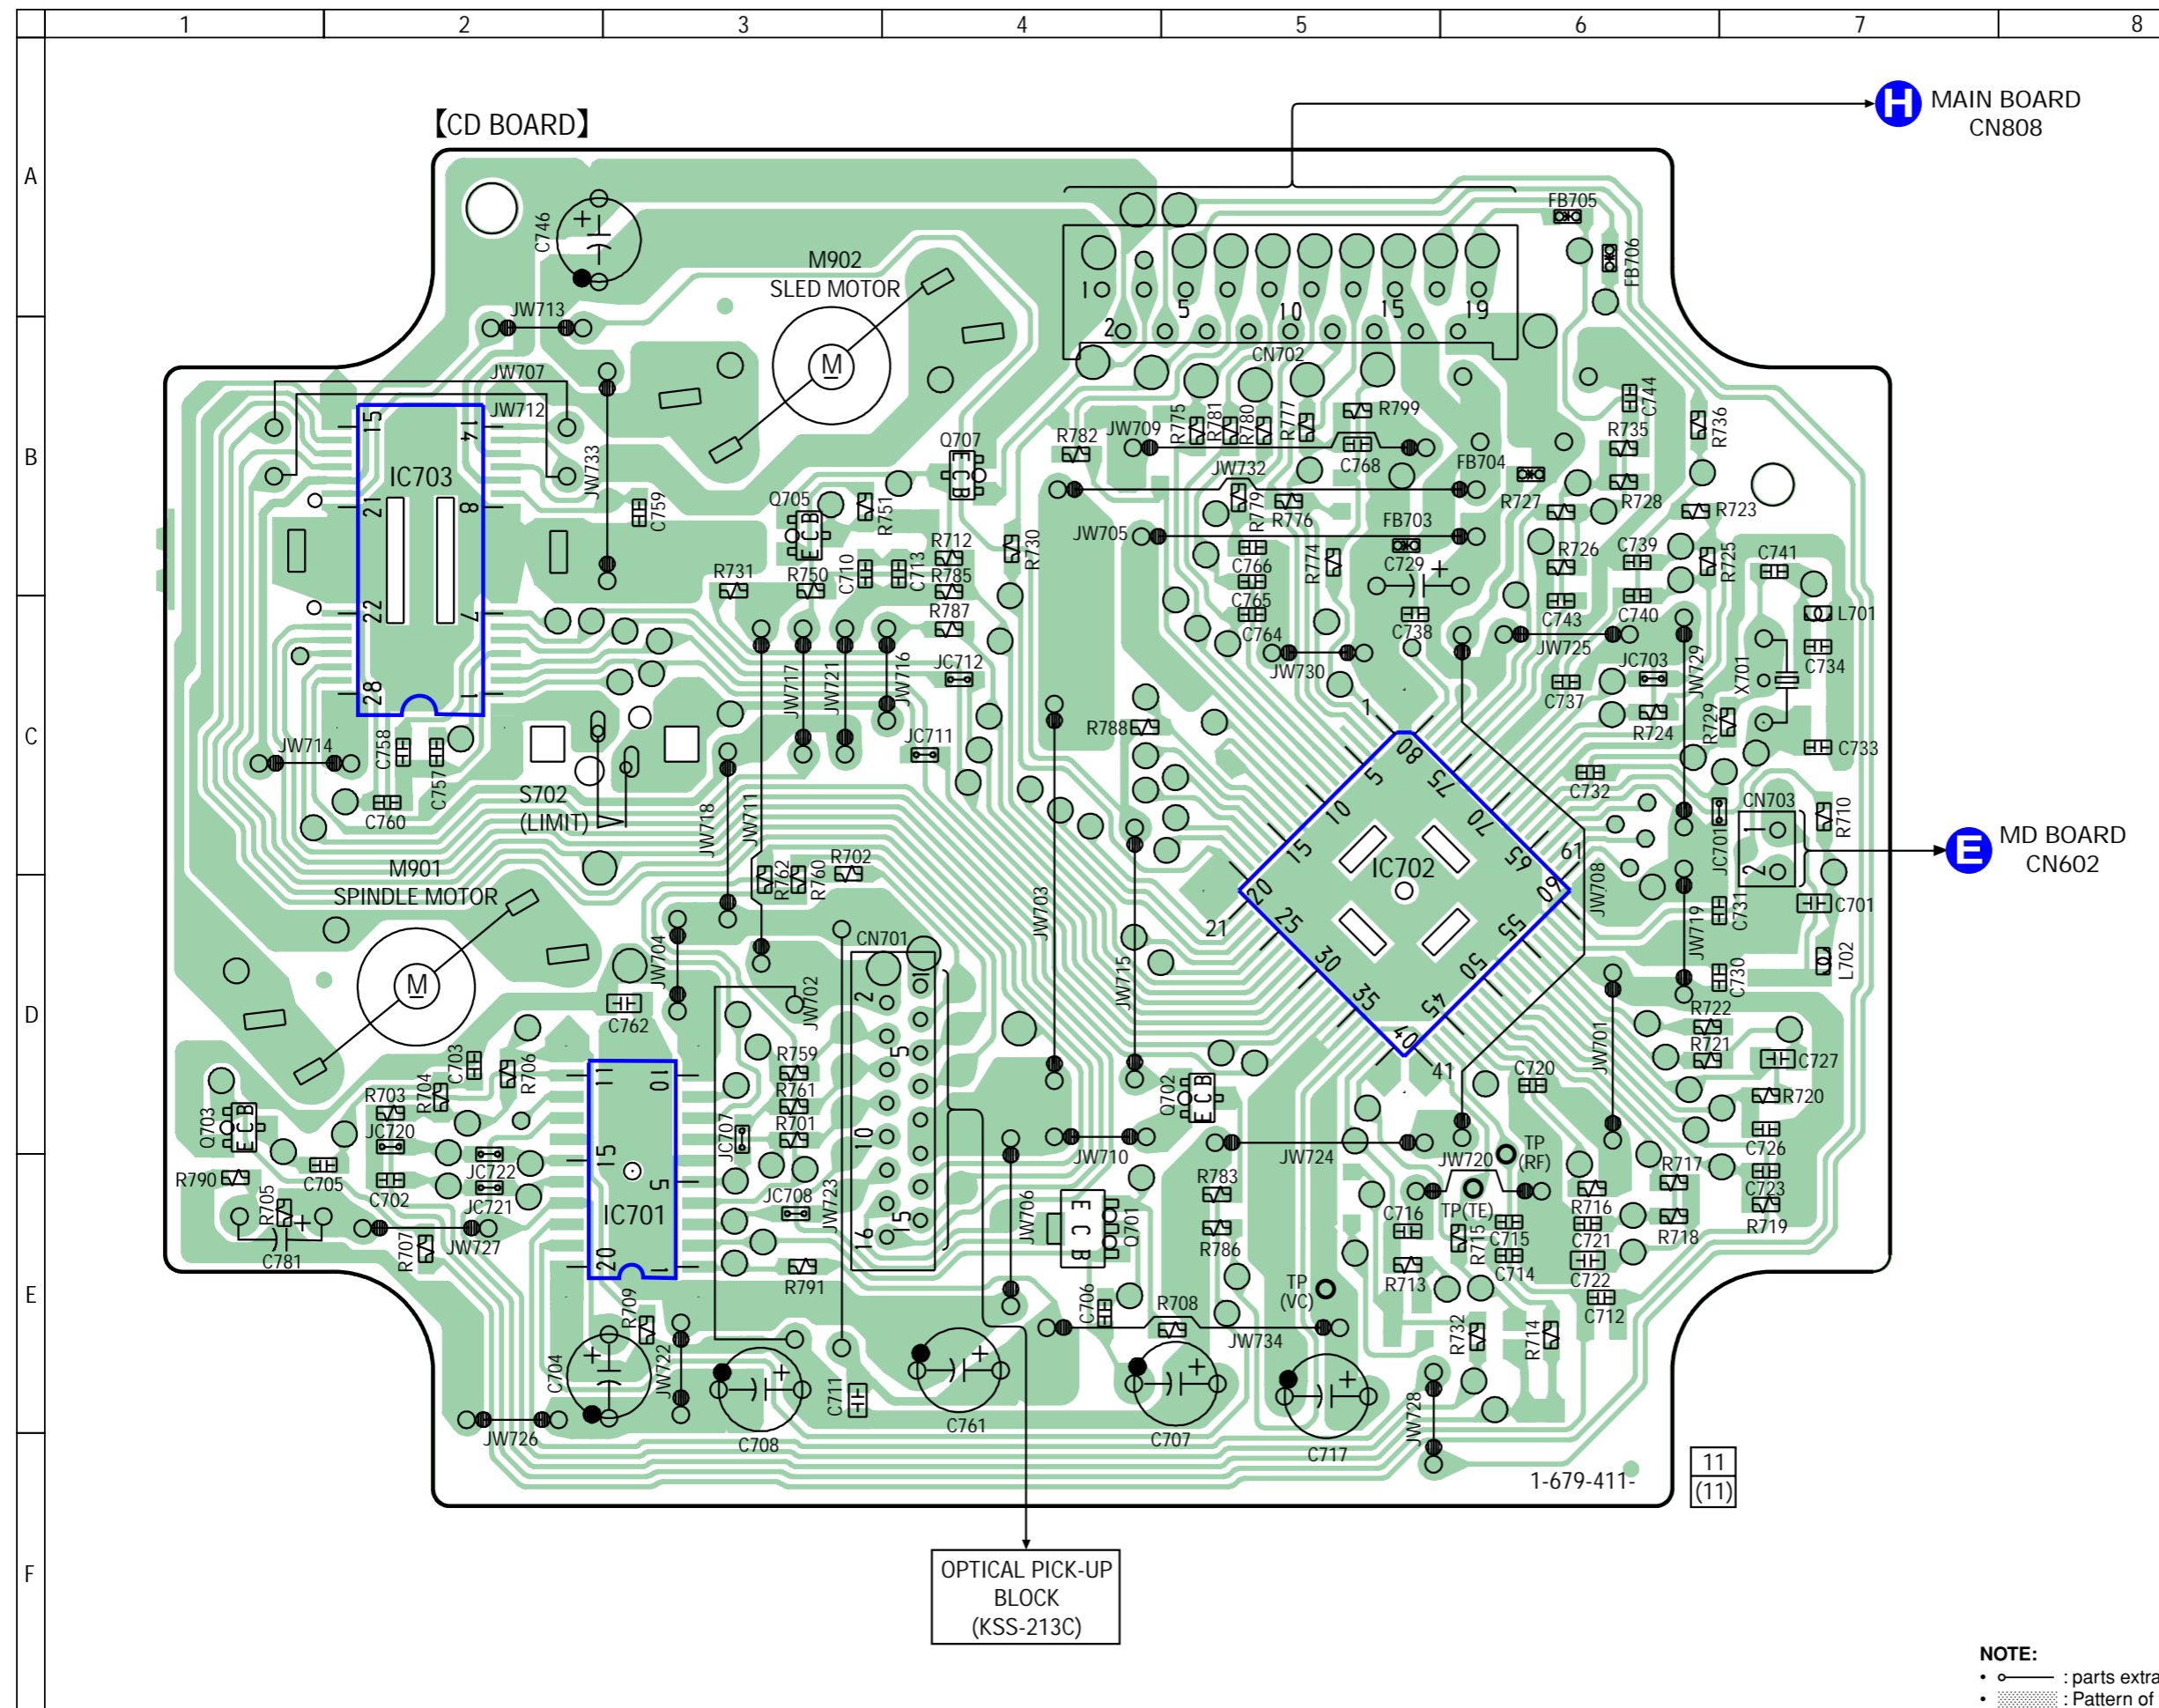 1 2 3 4 5 6 7 8
A
B
C
D
E
F
【CD BOARD】
H MAIN BOARD
CN808
FB705
FB706
C746
M902
SLED MOTOR
1 5 10 15 19
2
CN702
JW713
JW707
JW712
JW733
15 14
IC703
21 8
22 7
28 1
C759
Q707
E C B
Q705
E C B
R751
R782
JW709
R775
R781
R780
R777
R799
C768
JW732
FB704
C744
R735
R736
R727
R728
R723
R779
R776
FB703
JW705
R730
R712
R785
R787
C710
C713
R731
R750
C766
C765
C764
R774
C729
C738
R726
C739
R725
C741
C743
C740
L701
C734
JW725
JC703
JW729
X701
JW730
C737
R724
R729
C733
JW717
JW721
JW716
JC712
JC711
R788
JW714
C758
C757
C760
S702
(LIMIT)
JW718
JW711
C732
JC701
CN703
1
2
R710
E MD BOARD
CN602
1 80
5 75
10 70
15 65
61
IC702
20 60
21
25 55
30 50
35 45
40
41
M901
SPINDLE MOTOR
R762
R760
R702
JW703
JW715
JW708
JW719
C731
C701
C730
L702
JW704
C762
CN701
2 1
5
10
15
16
JW702
JW701
R722
R721
C727
C720
R720
C726
C703
R706
R704
R703
JC720
Q703
E C B
11 10
15
5
IC701
20 1
JC707
R759
R761
R701
Q702
E C B
JW710
JW724
JW720
TP
(RF)
R717
C723
R719
R790
R705
C705
C702
JC722
JC721
C781
R707
JW727
JC708
JW723
R791
JW706
E C B
Q701
R783
R786
C716
TP(TE)
R715
C715
C714
R716
C721
R718
C722
R713
C712
TP
(VC)
C706
R708
JW734
R732
R714
R709
JW722
C704
C708
C711
C761
C707
C717
JW728
JW726
1-679-411-
11
(11)
OPTICAL PICK-UP
BLOCK
(KSS-213C)
NOTE:
• : parts extra
• : Pattern of